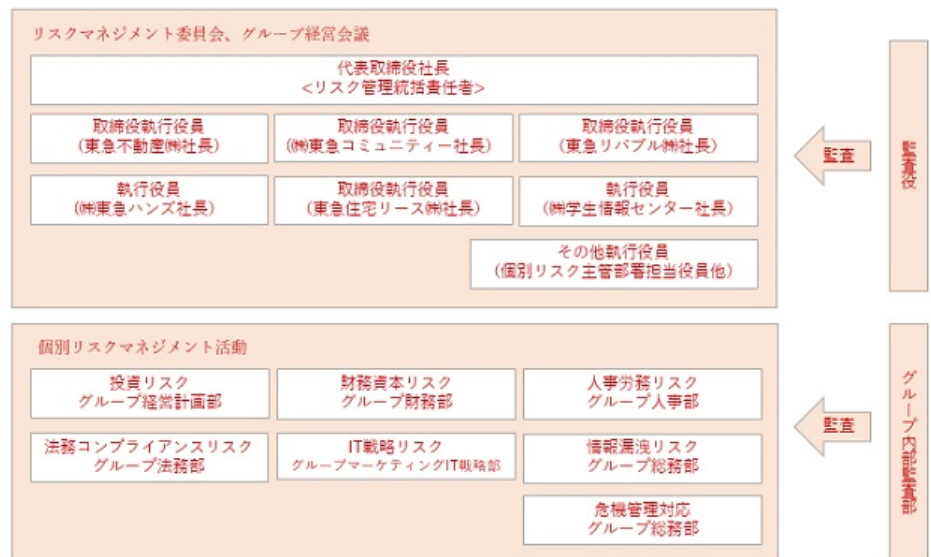 リスクマネジメント委員会、グループ経営会議
代表取締役社長
<リスク管理統括責任者>
取締役執行役員
(東急不動産㈱社長)
取締役執行役員
(㈱東急コミュニティー社長)
取締役執行役員
(東急リバブル㈱社長)
執行役員
(㈱東急ハンズ社長)
取締役執行役員
(東急住宅リース㈱社長)
執行役員
(㈱学生情報センター社長)
その他執行役員
(個別リスク主管部署担当役員他)
監査
監査役
個別リスクマネジメント活動
投資リスク
グループ経営計画部
財務資本リスク
グループ財務部
人事労務リスク
グループ人事部
法務コンプライアンスリスク
グループ法務部
IT戦略リスク
グループマーケティングIT戦略部
情報漏洩リスク
グループ総務部
危機管理対応
グループ総務部
監査
グループ内部監査部